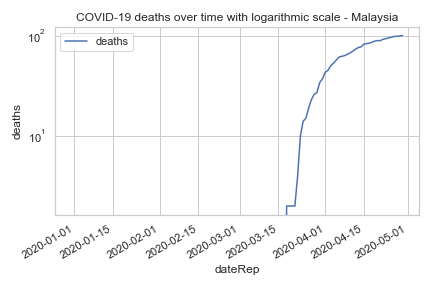 COVID-19 deaths over time with logarithmic scale - Malaysia
deaths
10²
10¹
deaths
2020-01-01
2020-01-15
2020-02-01
2020-02-15
2020-03-01
2020-03-15
2020-04-01
2020-04-15
2020-05-01
dateRep